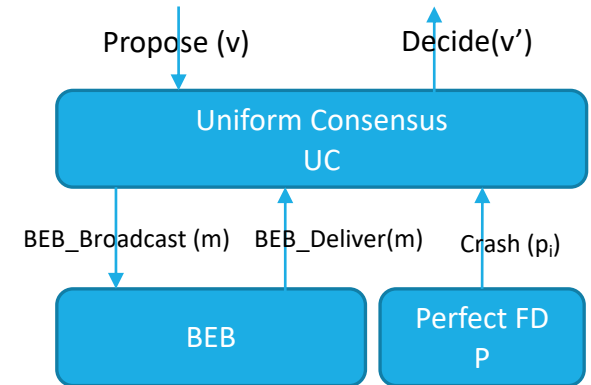 Propose (v)
Decide(v’)
Uniform Consensus
UC
BEB_Broadcast (m)
BEB_Deliver(m)
Crash (pi)
BEB
Perfect FD
P